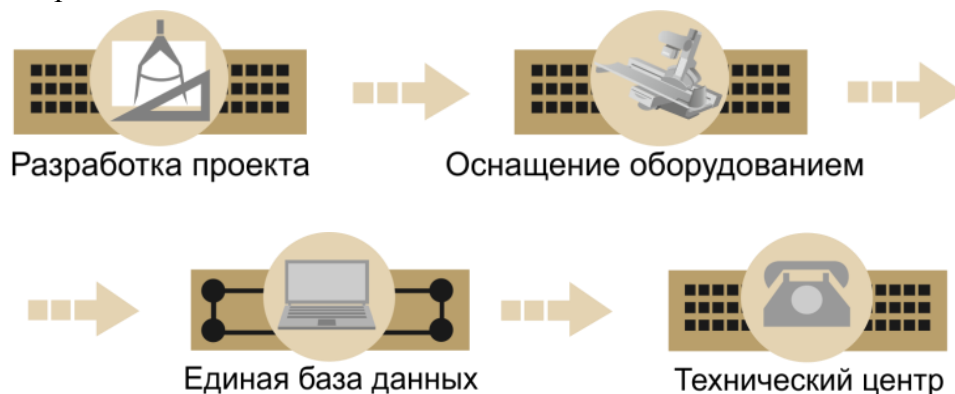 Разработка проекта
Оснащение оборудованием
Единая база данных
Технический центр